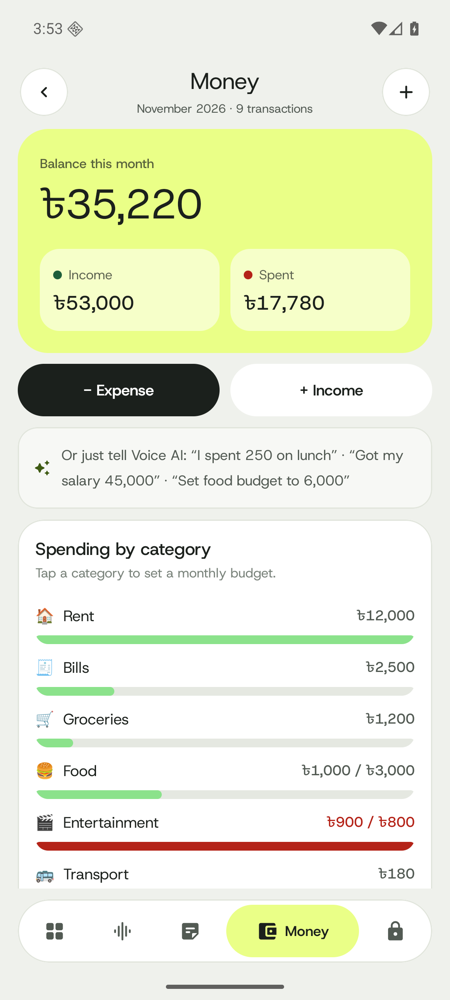 3:53
Money
November 2026 · 9 transactions
Balance this month
৳35,220
Income
৳53,000
Spent
৳17,780
− Expense
+ Income
Or just tell Voice AI: “I spent 250 on lunch” · “Got my
salary 45,000” · “Set food budget to 6,000”
Spending by category
Tap a category to set a monthly budget.
Rent ৳12,000
Bills ৳2,500
Groceries ৳1,200
Food ৳1,000 / ৳3,000
Entertainment ৳900 / ৳800
Transport ৳180
Money